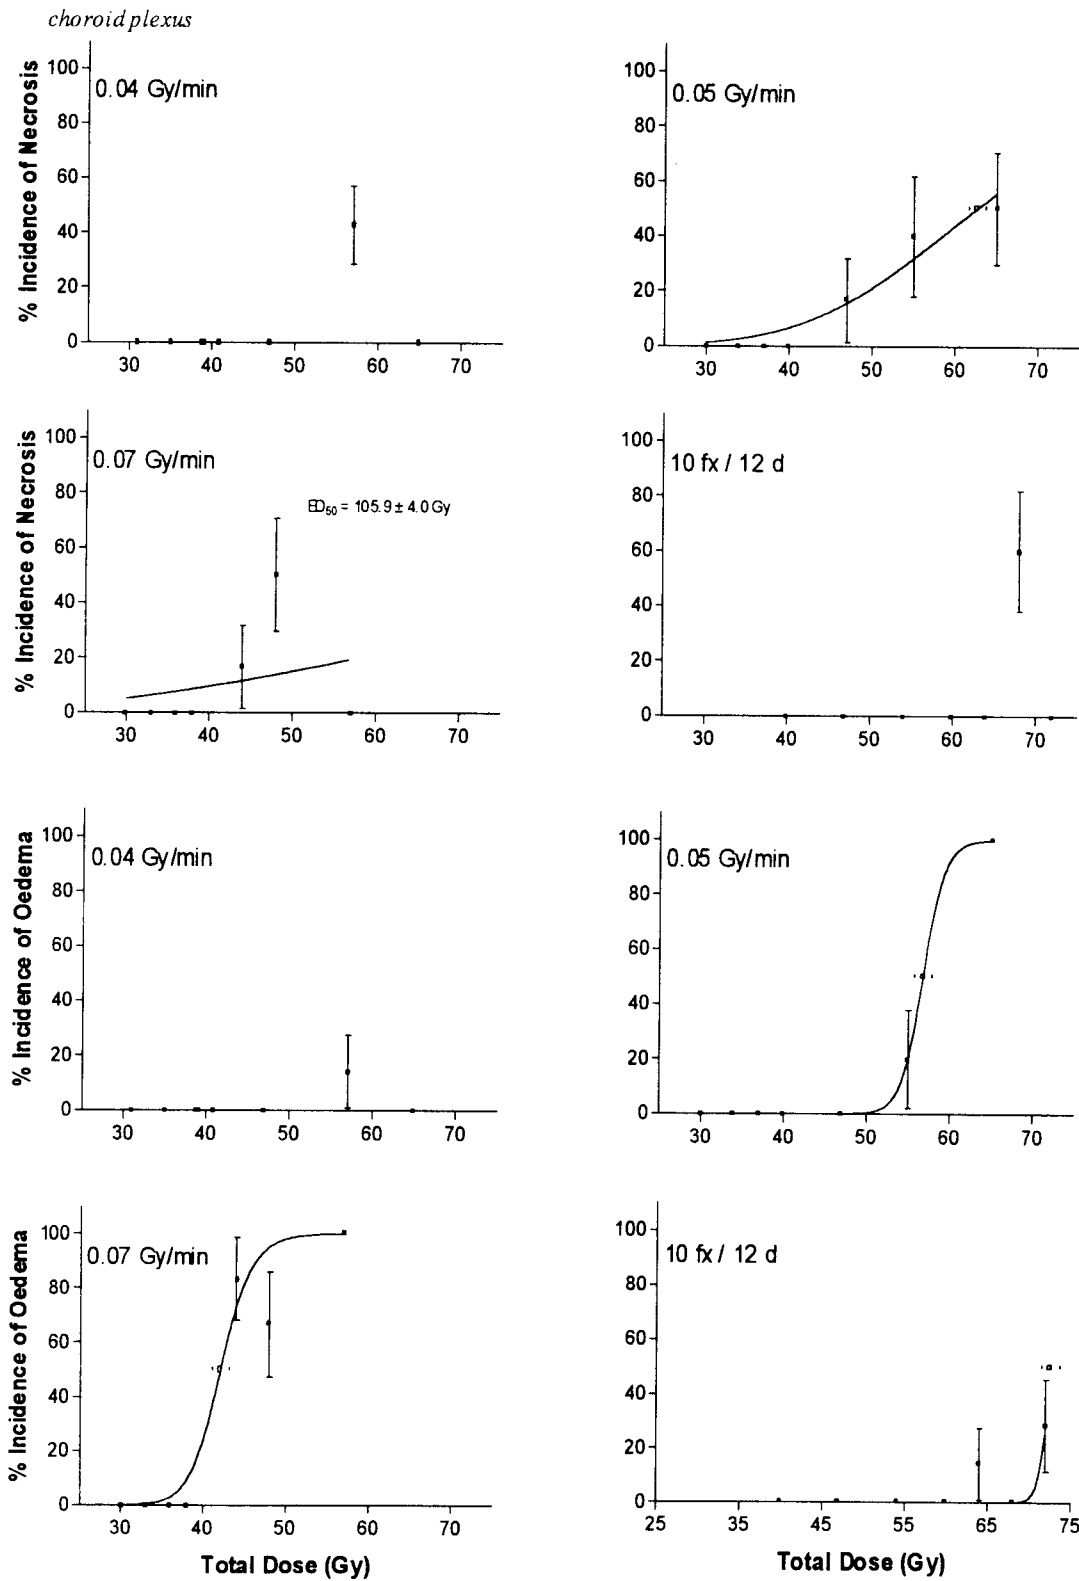 choroid plexus
% Incidence of Necrosis
100
80
60
40
20
0
0.04 Gy/min
30 40 50 60 70
100
80
60
40
20
0
0.05 Gy/min
30 40 50 60 70
% Incidence of Necrosis
100
80
60
40
20
0
0.07 Gy/min
ED50 = 105.9 ± 4.0 Gy
30 40 50 60 70
100
80
60
40
20
0
10 fx / 12 d
30 40 50 60 70
% Incidence of Oedema
100
80
60
40
20
0
0.04 Gy/min
30 40 50 60 70
100
80
60
40
20
0
0.05 Gy/min
30 40 50 60 70
% Incidence of Oedema
100
80
60
40
20
0
0.07 Gy/min
30 40 50 60 70
Total Dose (Gy)
100
80
60
40
20
0
10 fx / 12 d
25 35 45 55 65 75
Total Dose (Gy)